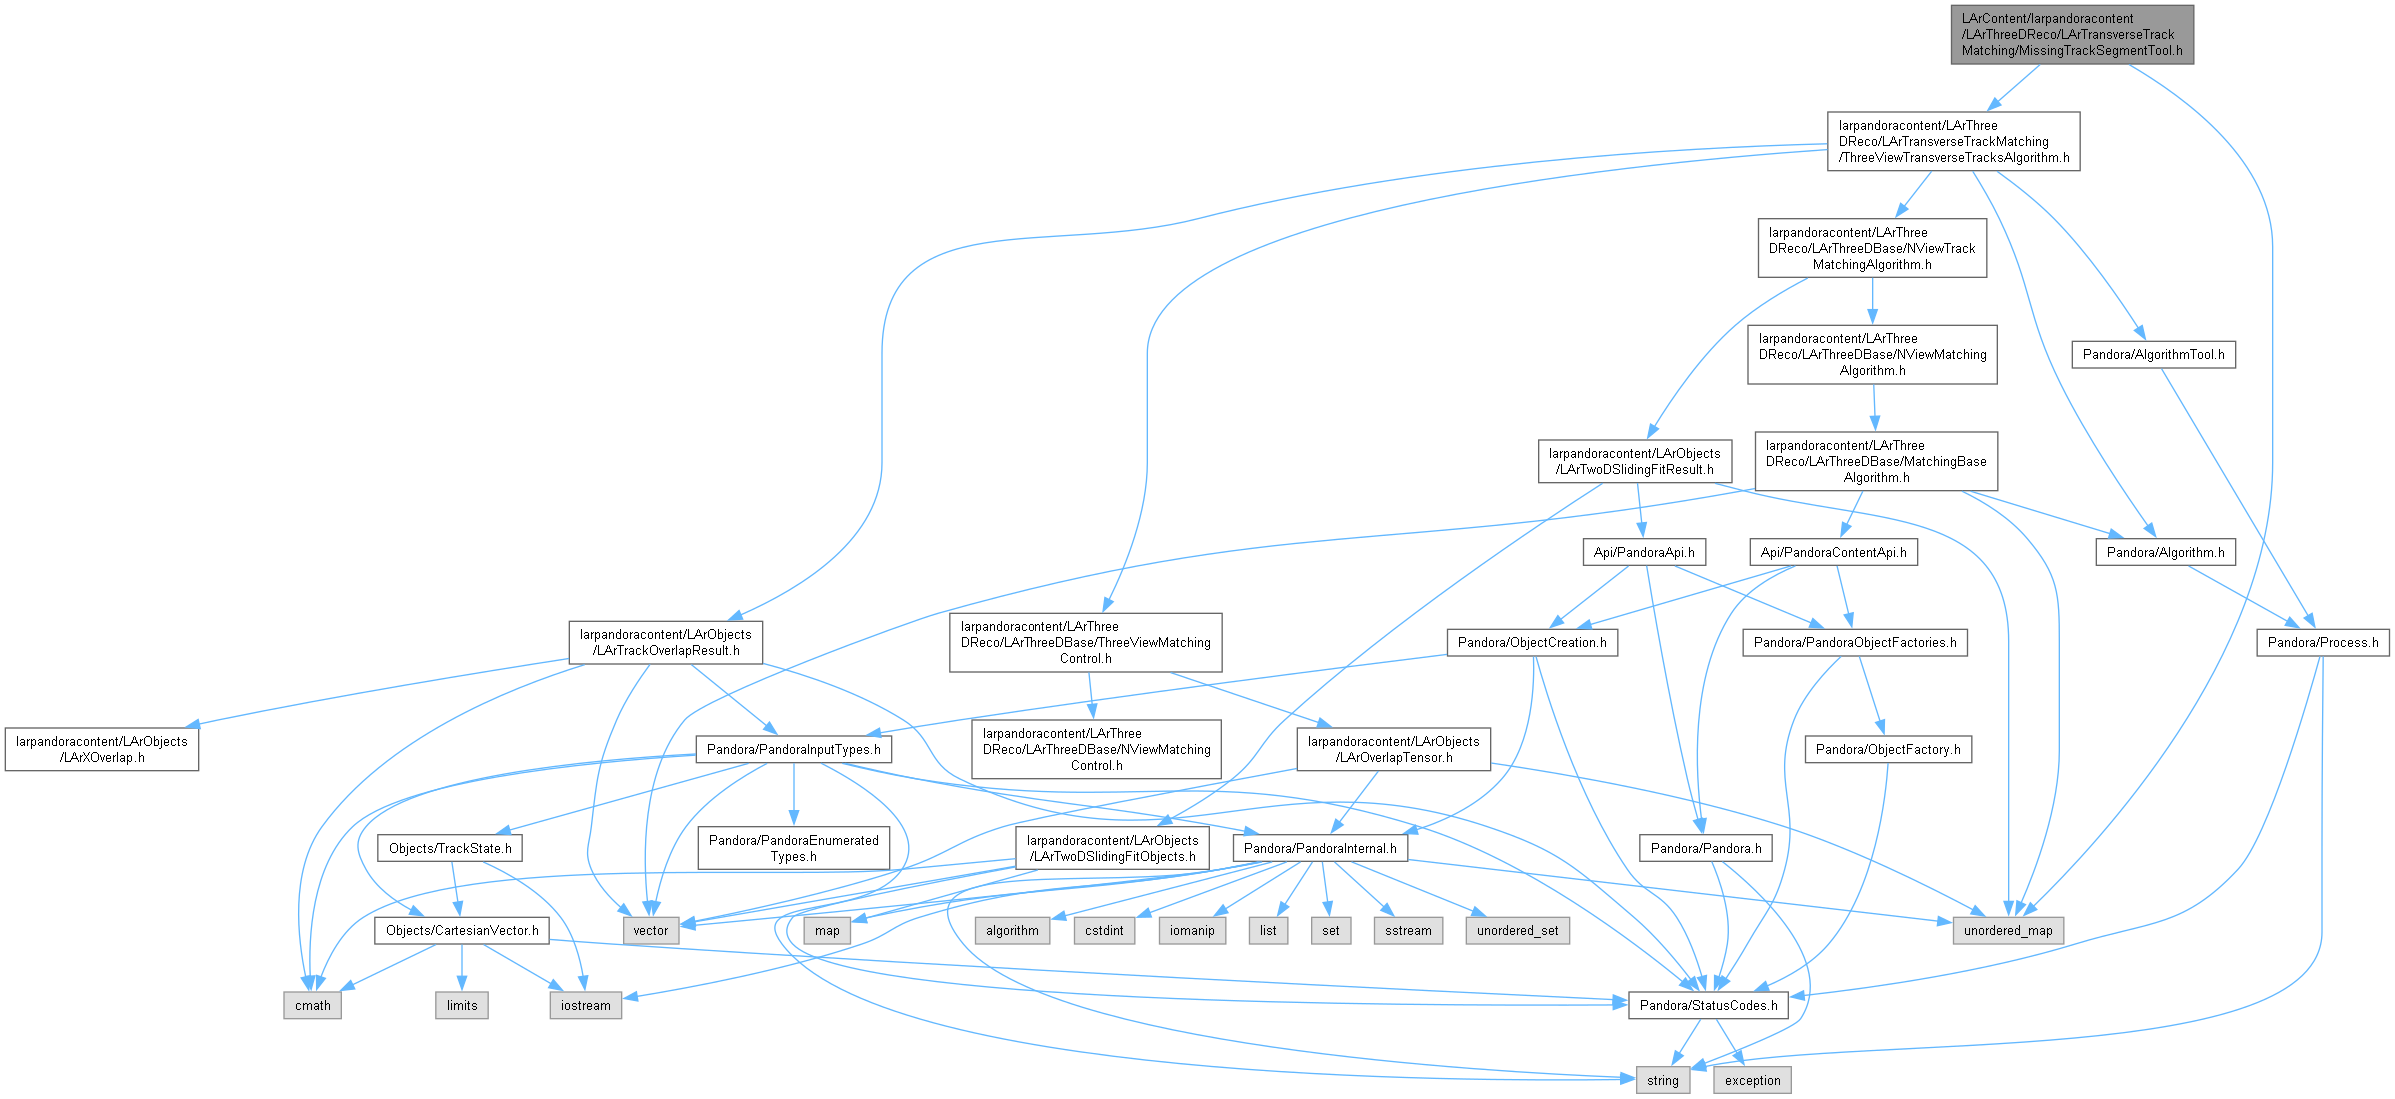 LArContent/larpandoracontent
/LArThreeDReco/LArTransverseTrack
Matching/MissingTrackSegmentTool.h
larpandoracontent/LArThree
DReco/LArTransverseTrackMatching
/ThreeViewTransverseTracksAlgorithm.h
larpandoracontent/LArThree
DReco/LArThreeDBase/NViewTrack
MatchingAlgorithm.h
larpandoracontent/LArThree
DReco/LArThreeDBase/NViewMatching
Algorithm.h
Pandora/AlgorithmTool.h
larpandoracontent/LArObjects
/LArTwoDSlidingFitResult.h
larpandoracontent/LArThree
DReco/LArThreeDBase/MatchingBase
Algorithm.h
Api/PandoraApi.h
Api/PandoraContentApi.h
Pandora/Algorithm.h
larpandoracontent/LArObjects
/LArTrackOverlapResult.h
larpandoracontent/LArThree
DReco/LArThreeDBase/ThreeViewMatching
Control.h
Pandora/ObjectCreation.h
Pandora/PandoraObjectFactories.h
Pandora/Process.h
larpandoracontent/LArObjects
/LArXOverlap.h
Pandora/PandoraInputTypes.h
larpandoracontent/LArThree
DReco/LArThreeDBase/NViewMatching
Control.h
larpandoracontent/LArObjects
/LArOverlapTensor.h
Pandora/ObjectFactory.h
Objects/TrackState.h
Pandora/PandoraEnumerated
Types.h
larpandoracontent/LArObjects
/LArTwoDSlidingFitObjects.h
Pandora/PandoraInternal.h
Pandora/Pandora.h
Objects/CartesianVector.h
vector
map
algorithm
cstdint
iomanip
list
set
sstream
unordered_set
unordered_map
cmath
limits
iostream
Pandora/StatusCodes.h
string
exception